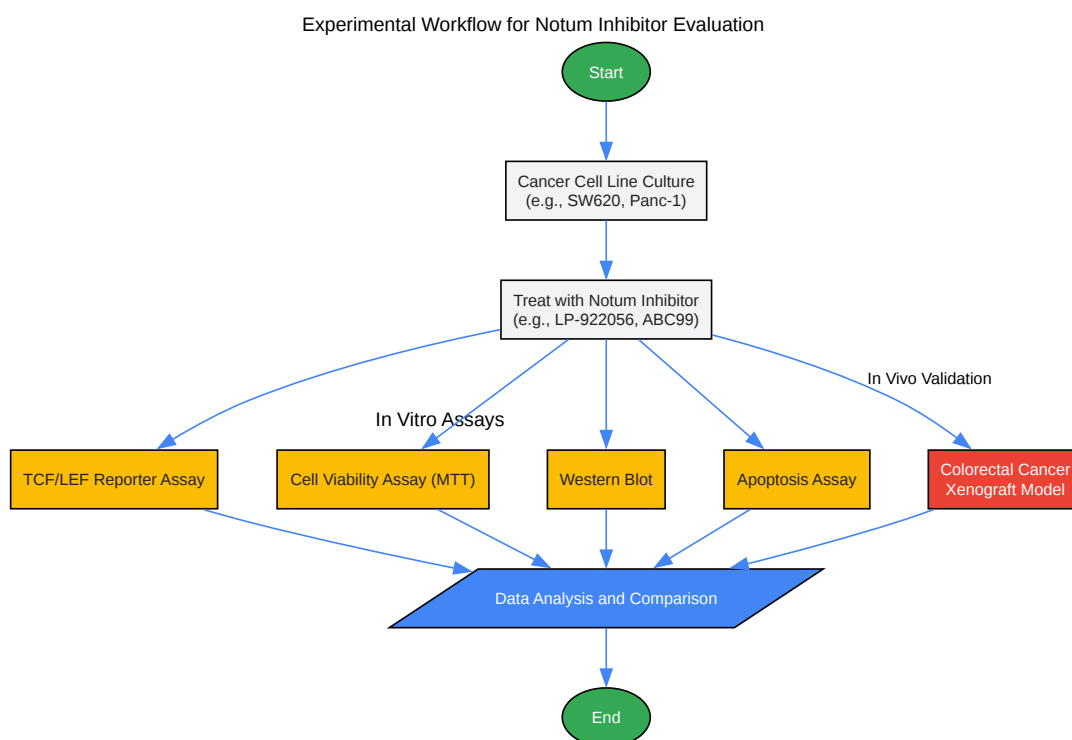 Experimental Workflow for Notum Inhibitor Evaluation
Start
Cancer Cell Line Culture
(e.g., SW620, Panc-1)
Treat with Notum Inhibitor
(e.g., LP-922056, ABC99)
In Vivo Validation
In Vitro Assays
TCF/LEF Reporter Assay
Cell Viability Assay (MTT)
Western Blot
Apoptosis Assay
Colorectal Cancer
Xenograft Model
Data Analysis and Comparison
End